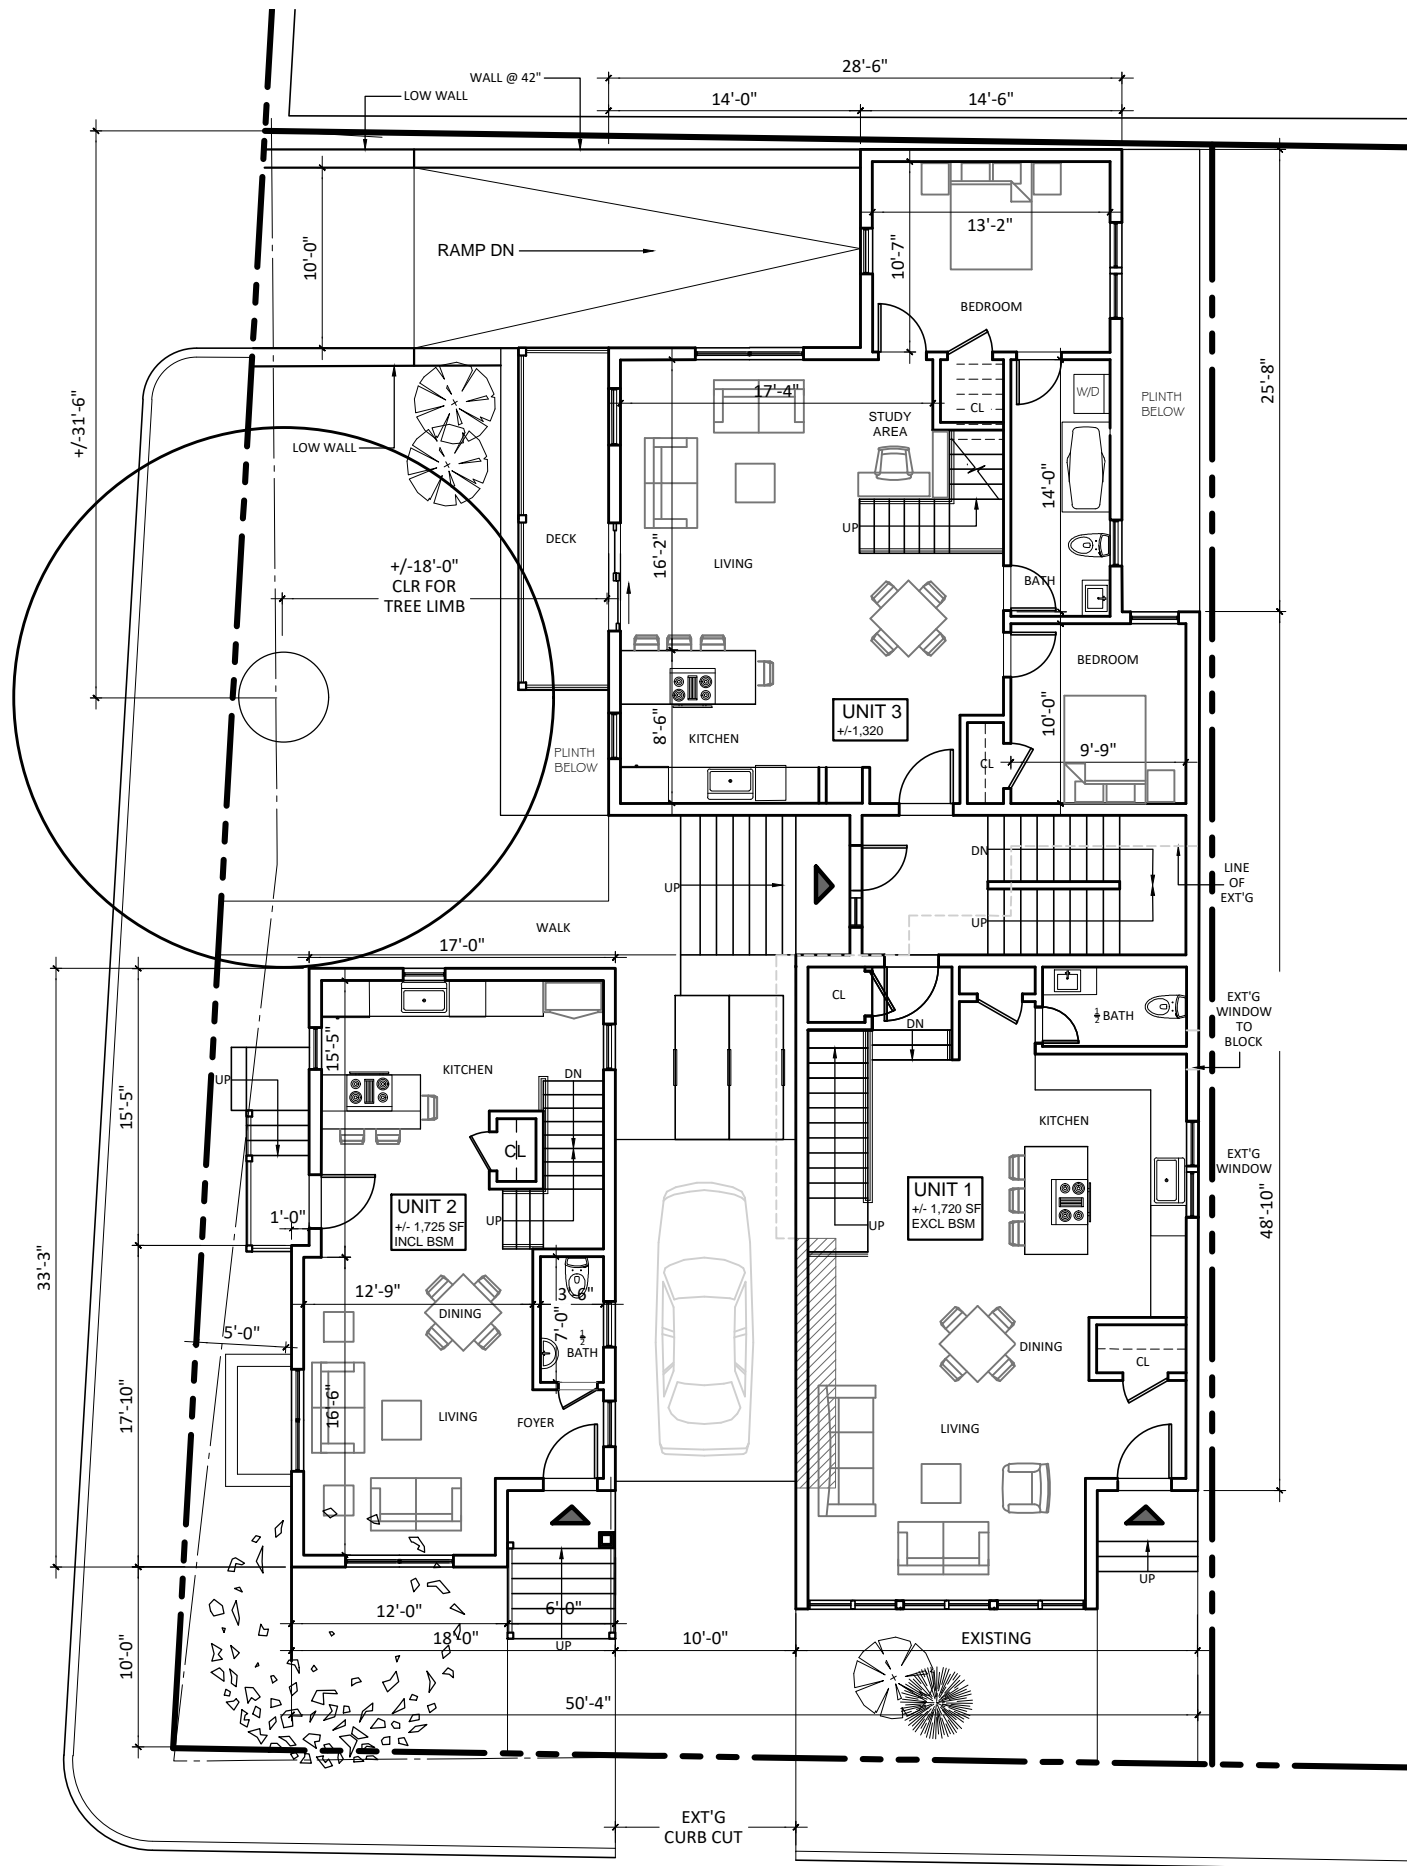 28'-6"
WALL @ 42"
LOW WALL
14'-0"
14'-6"
13'-2"
10'-7"
10'-0"
RAMP DN
BEDROOM
+/-31'-6"
25'-8"
17'-4"
W/D
PLINTH
BELOW
CL
STUDY
AREA
LOW WALL
14'-0"
UP
DECK
16'-2"
LIVING
+/-18'-0"
CLR FOR
TREE LIMB
BATH
BEDROOM
UNIT 3
+/-1,320
10'-0"
8'-6"
KITCHEN
9'-9"
PLINTH
BELOW
CL
DN
LINE
OF
EXT'G
UP
UP
WALK
17'-0"
CL
EXT'G
WINDOW
TO
BLOCK
1/2 BATH
DN
15'-5"
KITCHEN
DN
UP
15'-5"
KITCHEN
CL
EXT'G
WINDOW
UNIT 2
+/- 1,725 SF
INCL BSM
UNIT 1
+/- 1,720 SF
EXCL BSM
48'-10"
1'-0"
UP
UP
33'-3"
12'-9"
3'-6"
DINING
7'-0"
1/2
BATH
5'-0"
DINING
CL
17'-10"
16'-6"
LIVING
FOYER
LIVING
UP
12'-0"
6'-0"
18'-0"
UP
10'-0"
EXISTING
10'-0"
50'-4"
EXT'G
CURB CUT